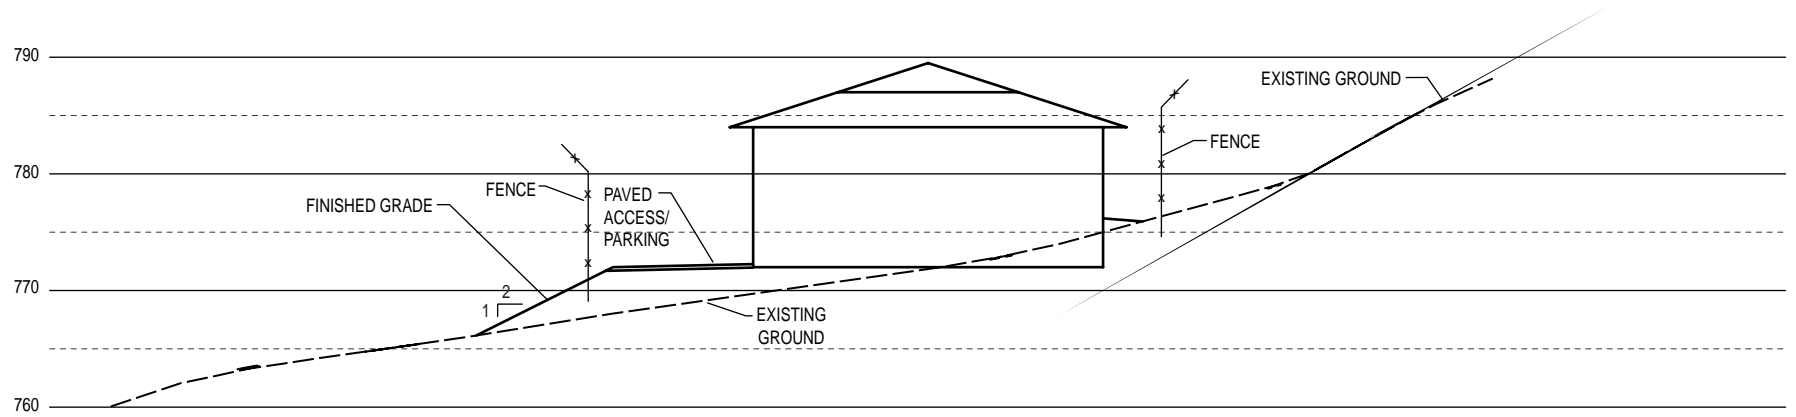 790
EXISTING GROUND
FENCE
780
FENCE
PAVED
ACCESS/
PARKING
FINISHED GRADE
770
2
1
EXISTING
GROUND
760